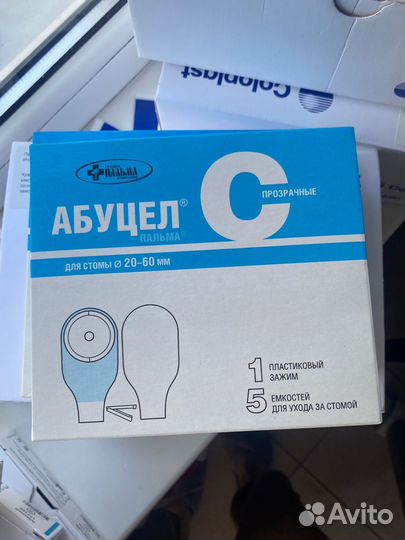 Coloplast
ПАЛЬМА
АБУЦЕЛ® С
ПРОЗРАЧНЫЕ
ПАЛЬМА®
ДЛЯ СТОМЫ Ø 20-60 мм
1 ПЛАСТИКОВЫЙ
ЗАЖИМ
5 ЕМКОСТЕЙ
ДЛЯ УХОДА ЗА СТОМОЙ
Avito